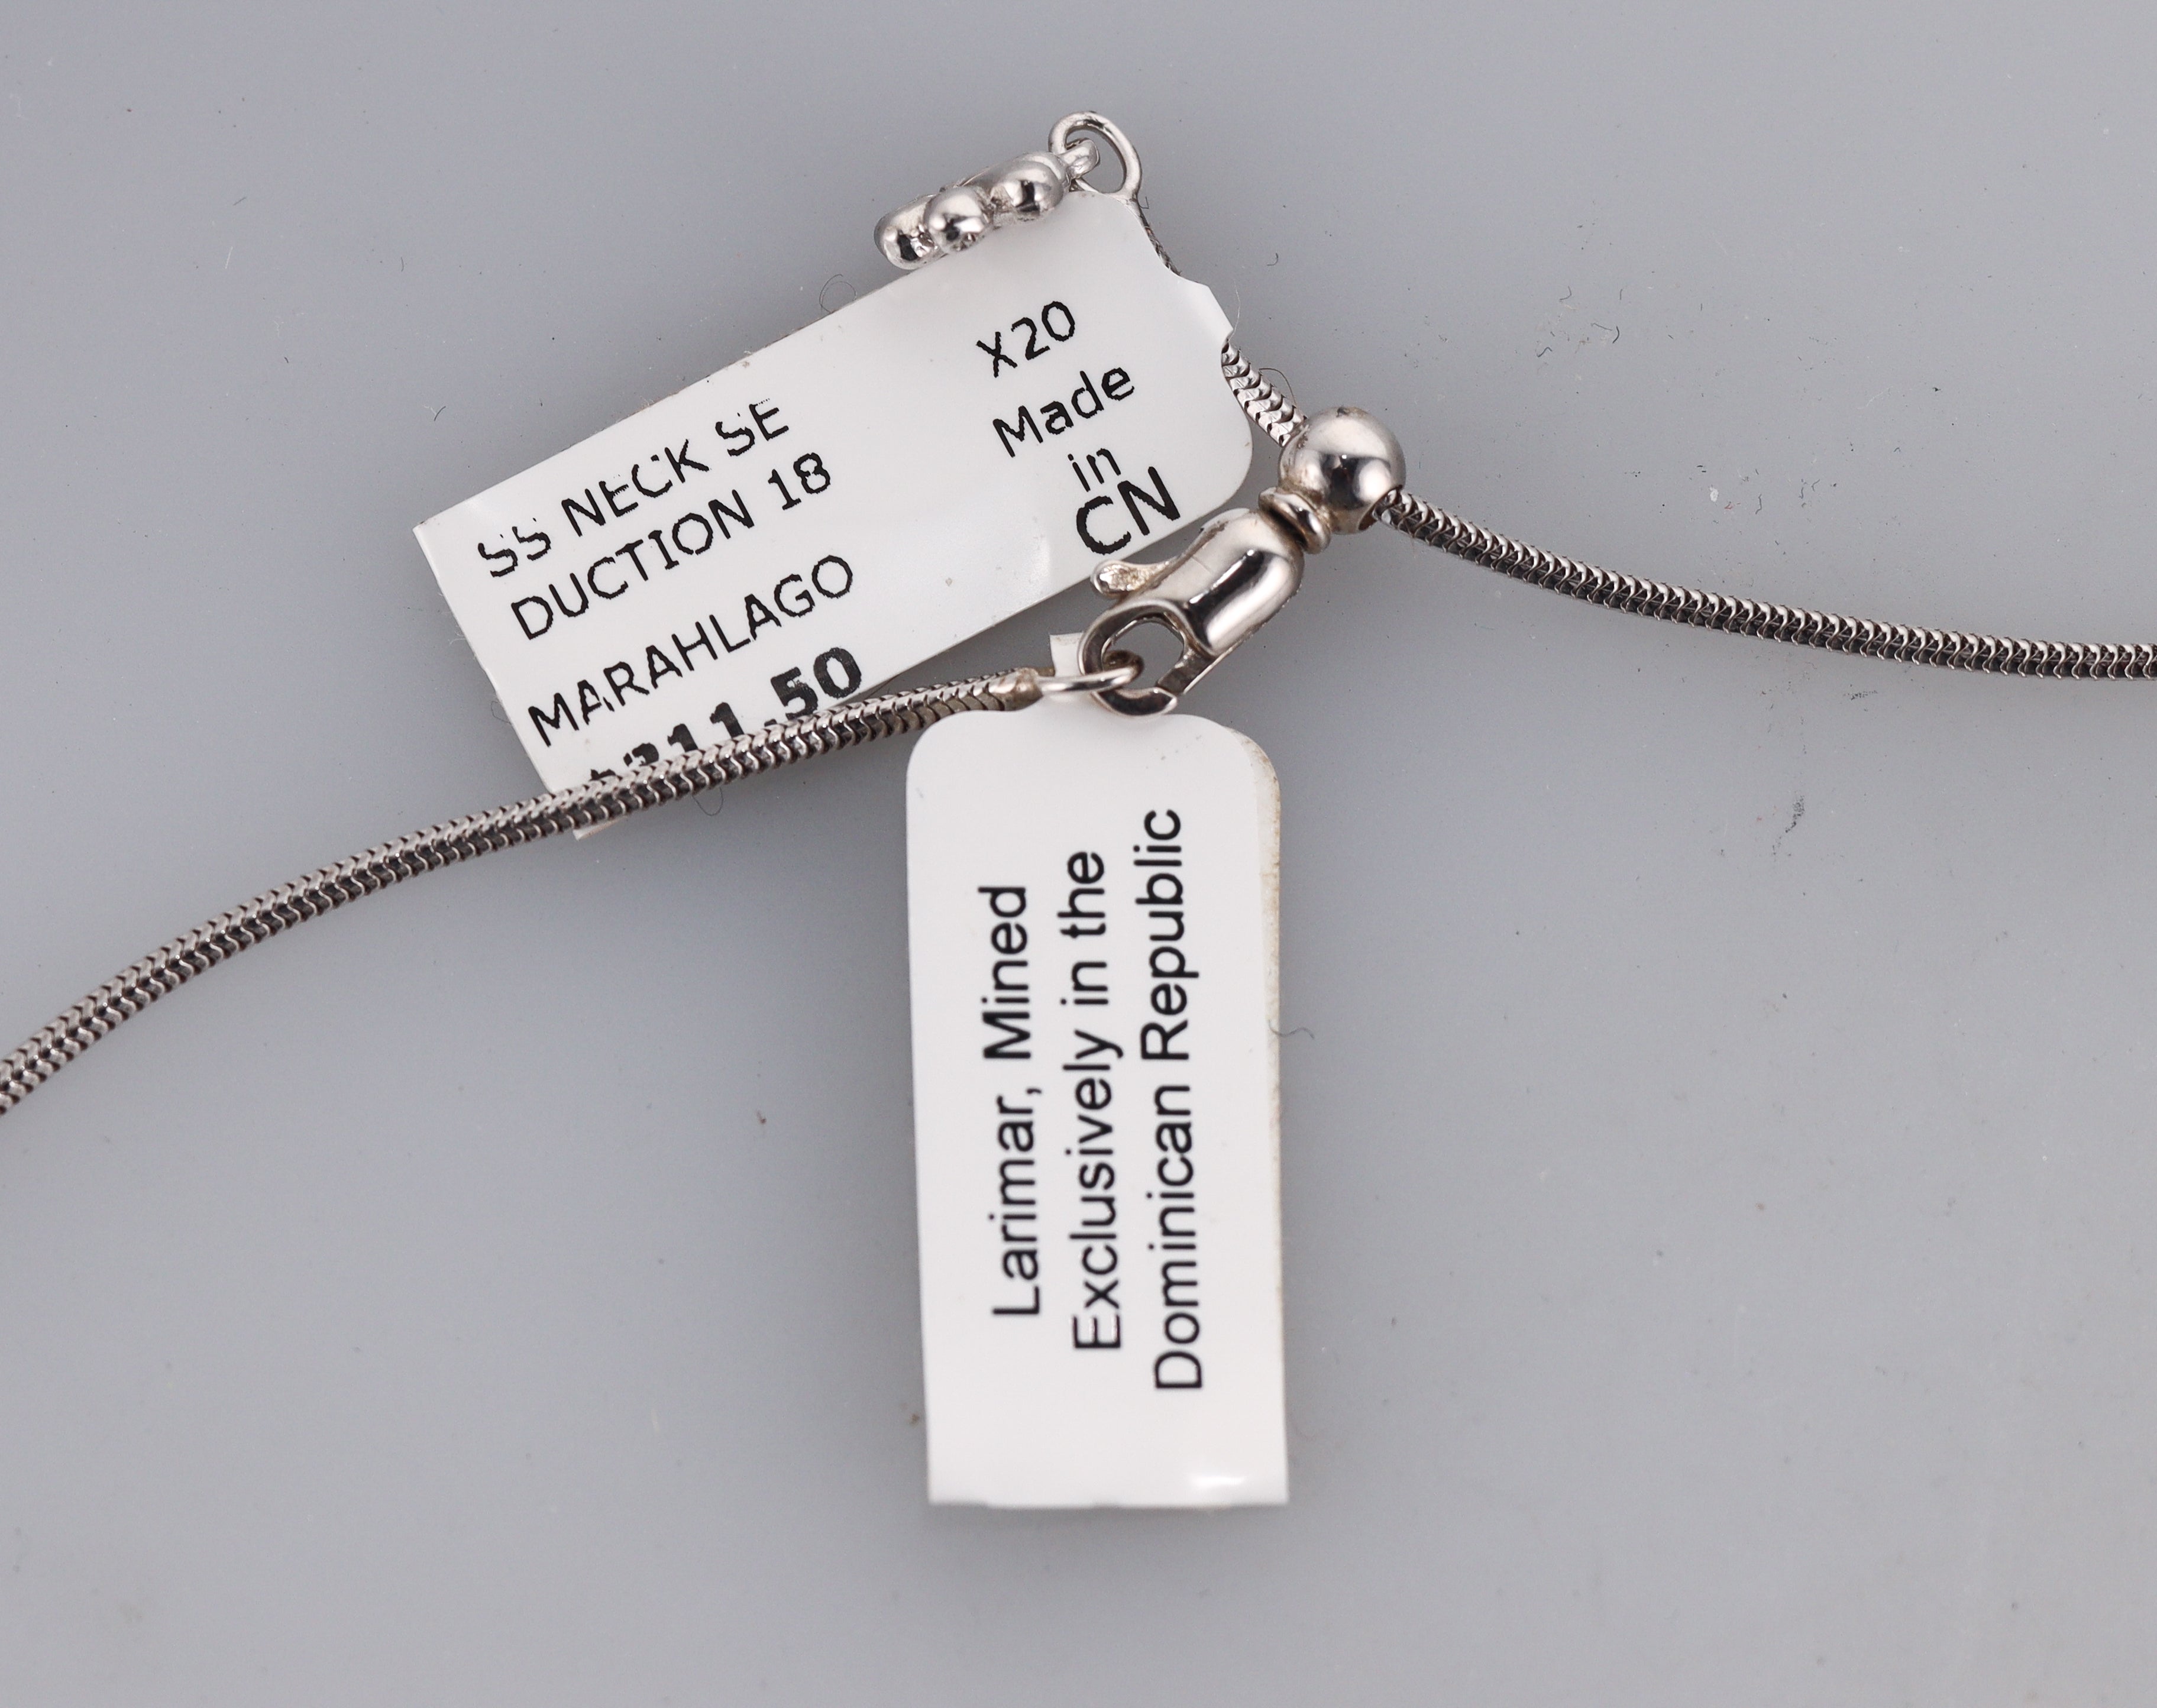 SS NECK SE
DUCTION 18
MARAHLAGO
X20
Made
in
CN
Larimar, Mined
Exclusively in the
Dominican Republic